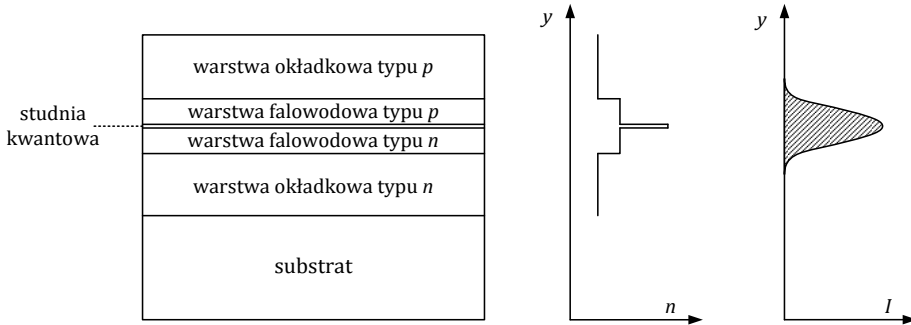 warstwa okładkowa typu p
warstwa falowodowa typu p
studnia
kwantowa
warstwa falowodowa typu n
warstwa okładkowa typu n
substrat
y
n
y
I